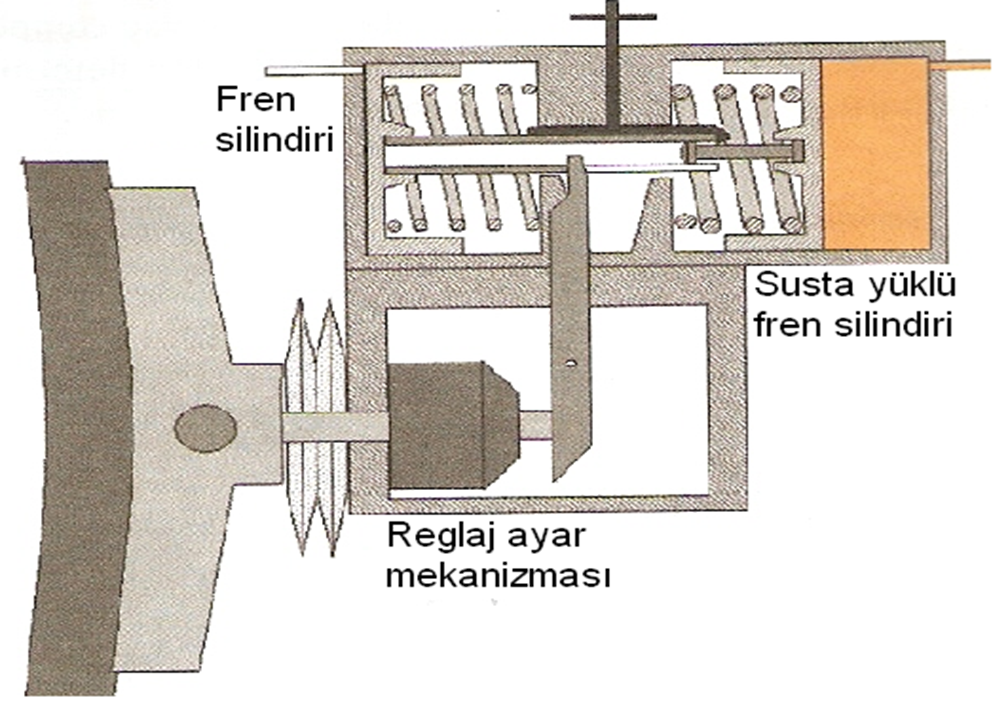 Fren
silindiri
Susta yüklü
fren silindiri
Reglaj ayar
mekanizması